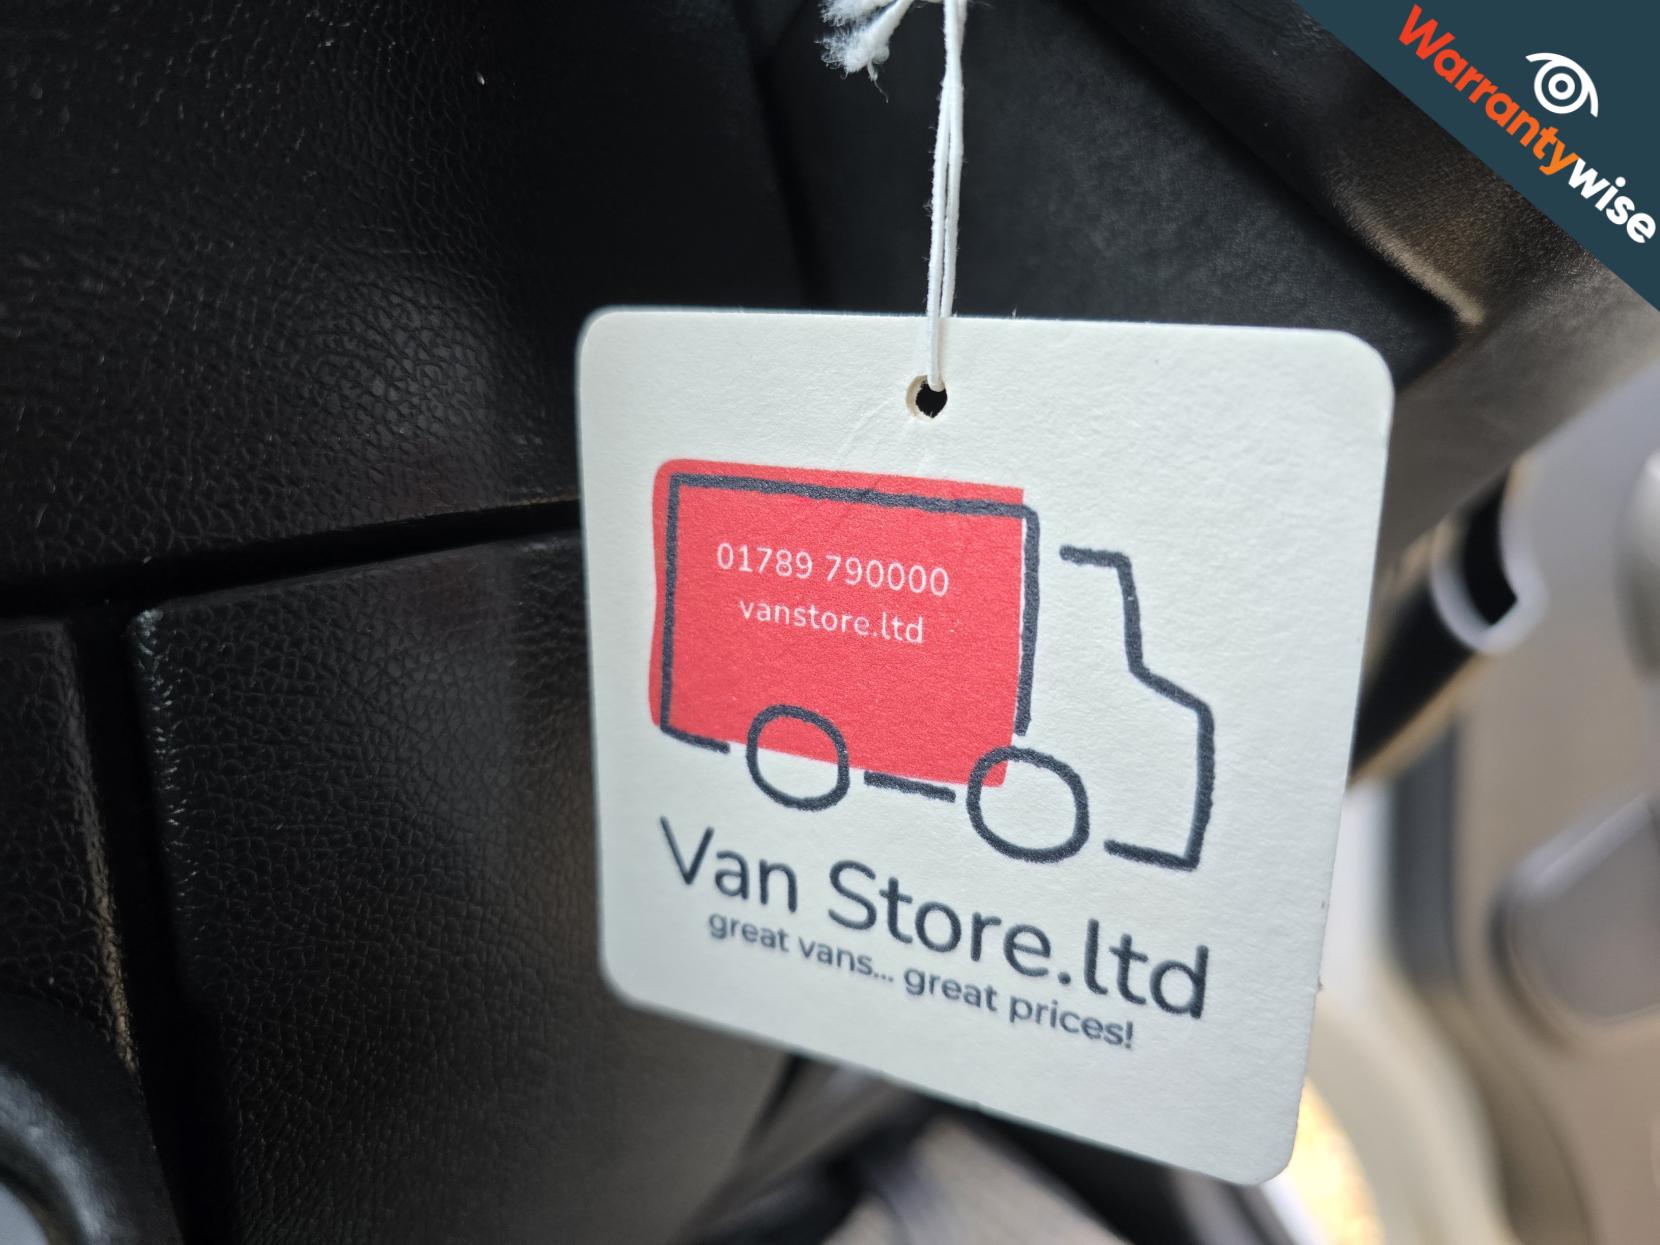 Warrantywise
01789 790000
vanstore.ltd
Van Store.ltd
great vans... great prices!